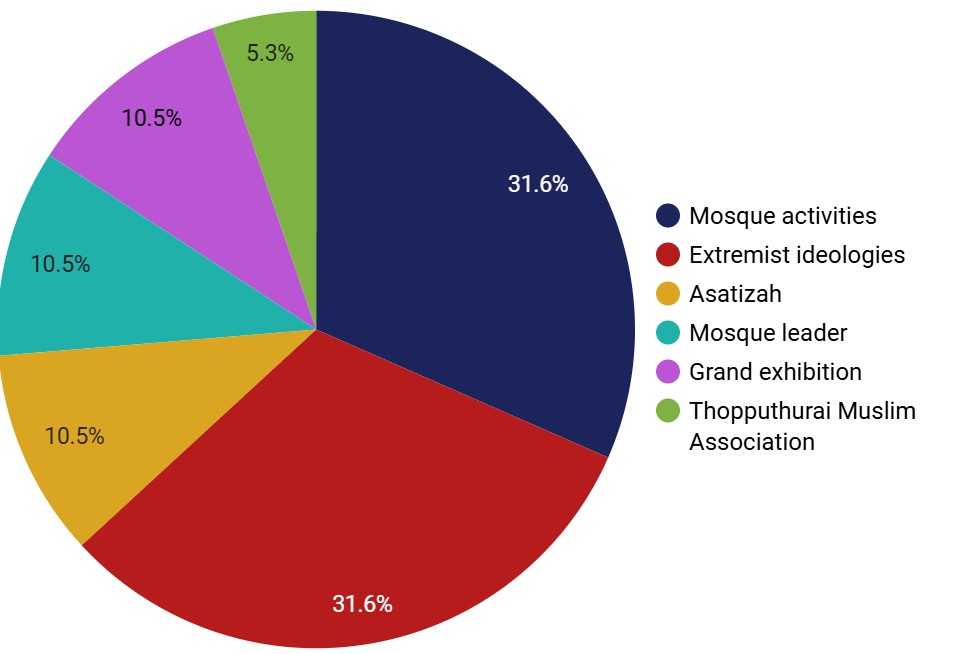 5.3%
10.5%
31.6%
10.5%
10.5%
31.6%
Mosque activities
Extremist ideologies
Asatizah
Mosque leader
Grand exhibition
Thopputhurai Muslim
Association